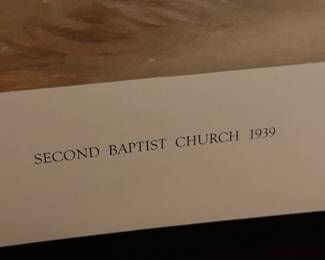 SECOND BAPTIST CHURCH 1939